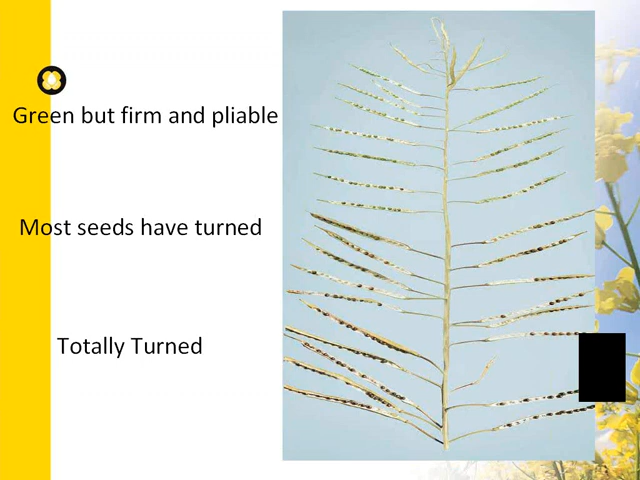 Green but firm and pliable
Most seeds have turned
Totally Turned